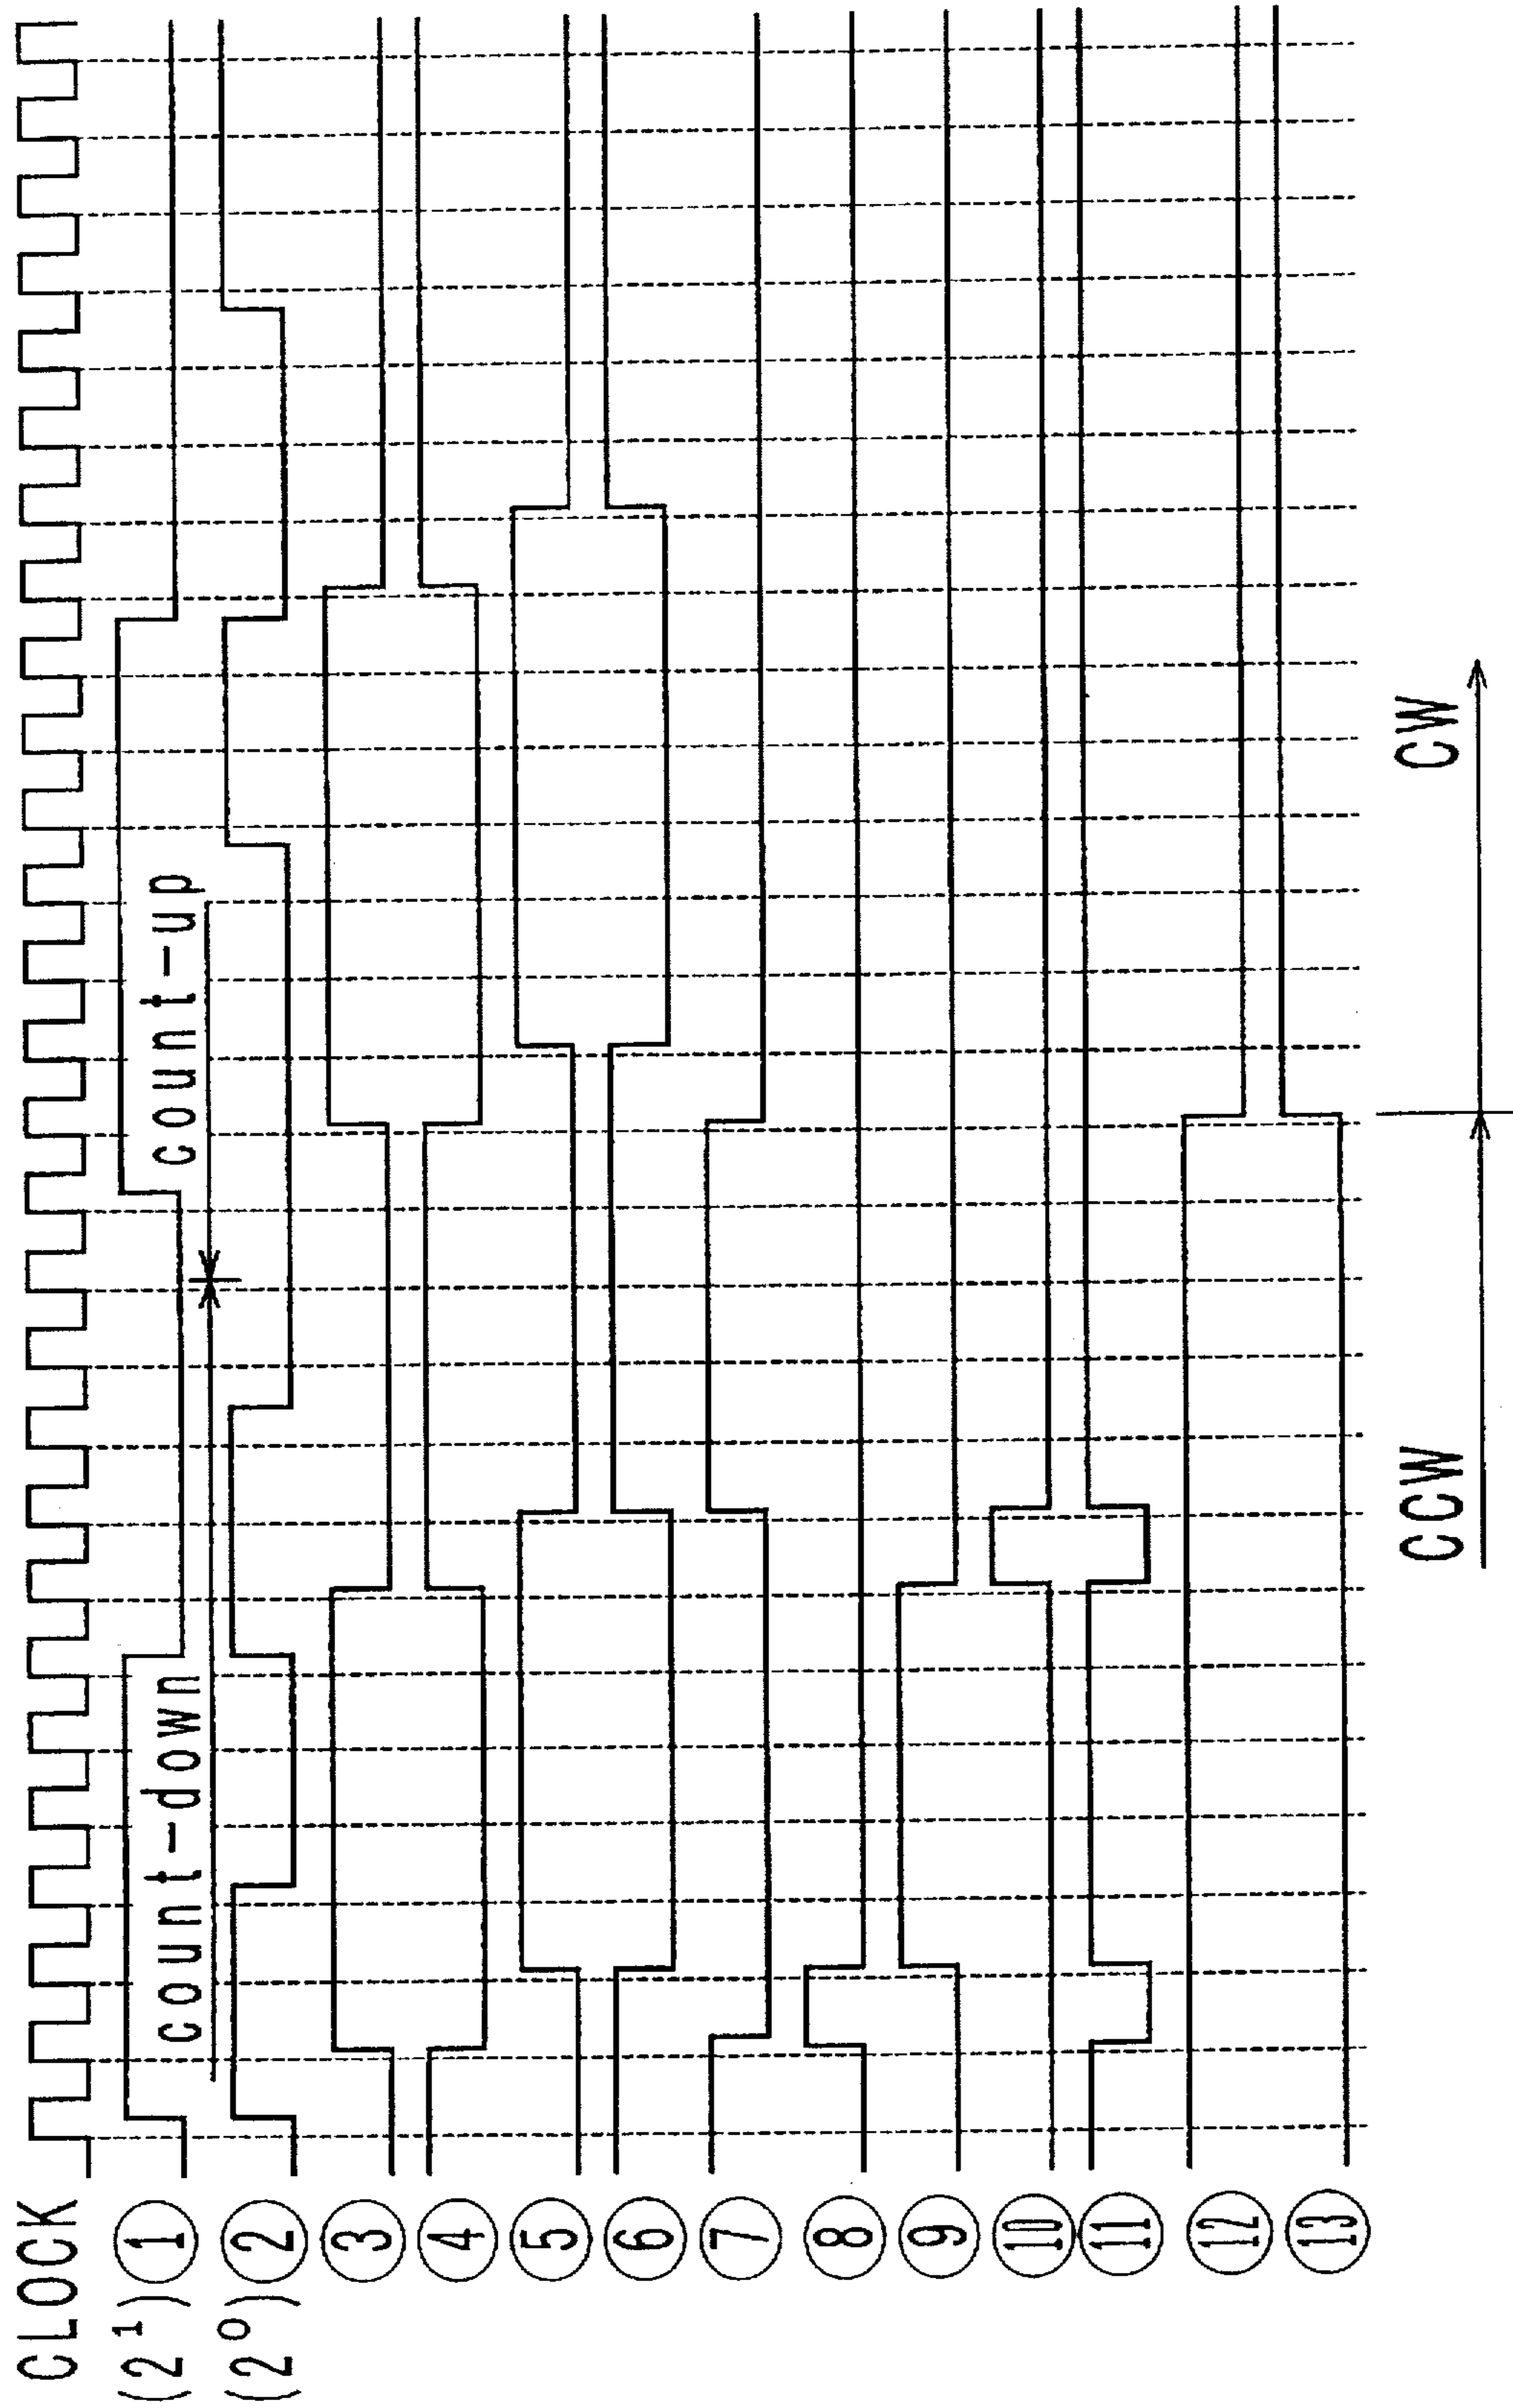 CLOCK
(2¹)①
count-down
count-up
(2⁰)②
③
④
⑤
⑥
⑦
⑧
⑨
⑩
⑪
⑫
⑬
CCW
CW